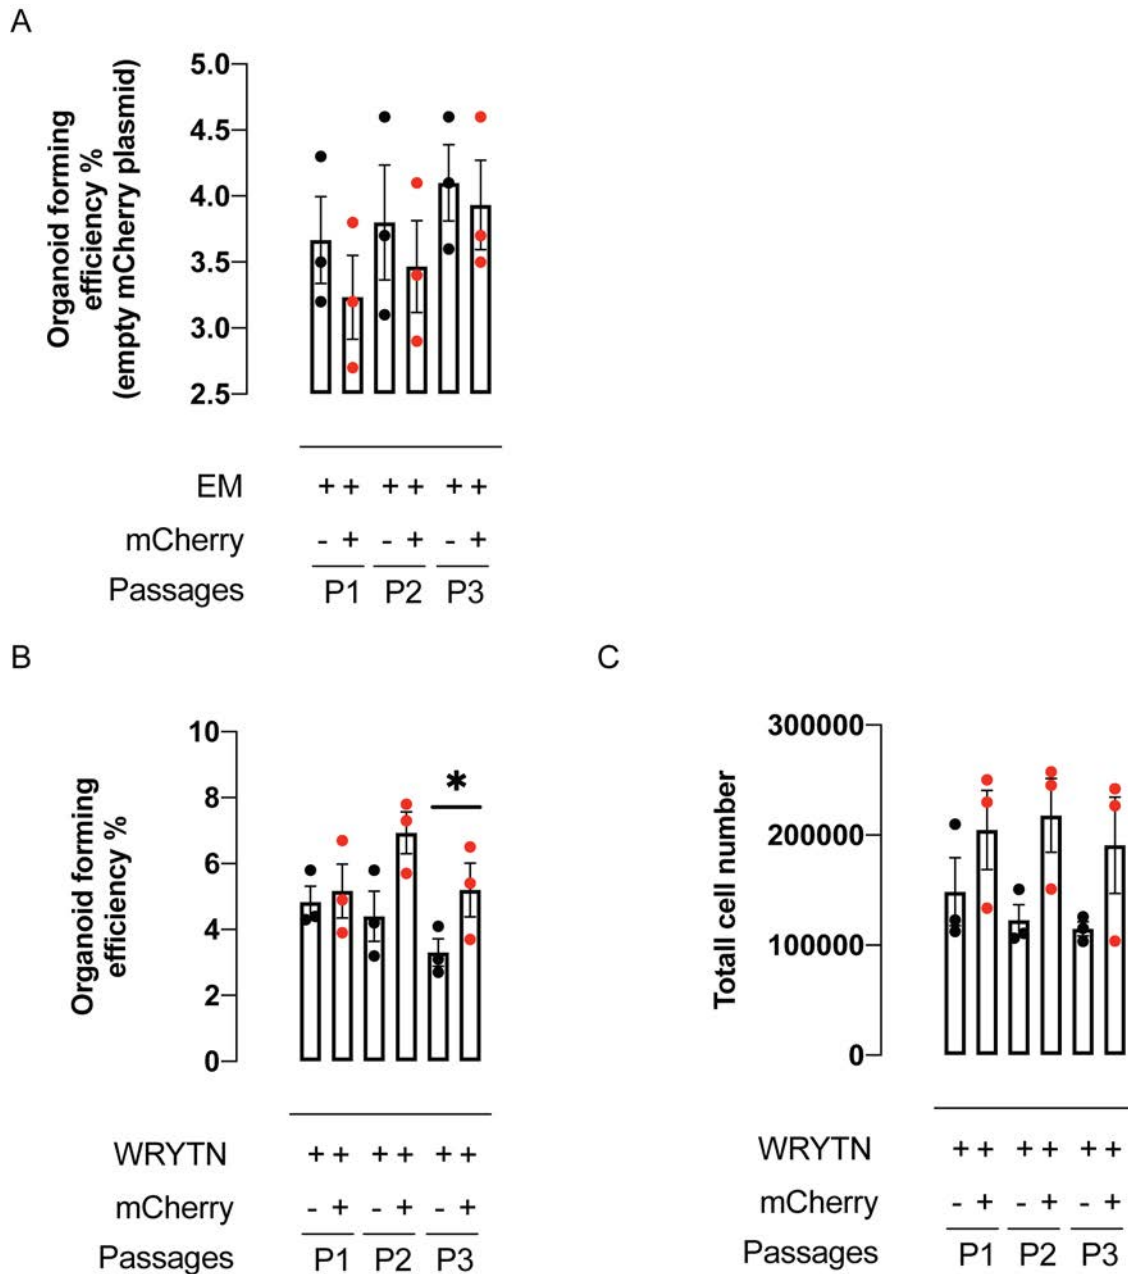 A
Organoid forming
efficiency %
(empty mCherry plasmid)
5.0
4.5
4.0
3.5
3.0
2.5
EM + + + + + +
mCherry - + - + - +
Passages P1 P2 P3
B
Organoid forming
efficiency %
10
8
6
4
2
0
*
WRYTN + + + + + +
mCherry - + - + - +
Passages P1 P2 P3
C
Totall cell number
300000
200000
100000
0
WRYTN + + + + + +
mCherry - + - + - +
Passages P1 P2 P3